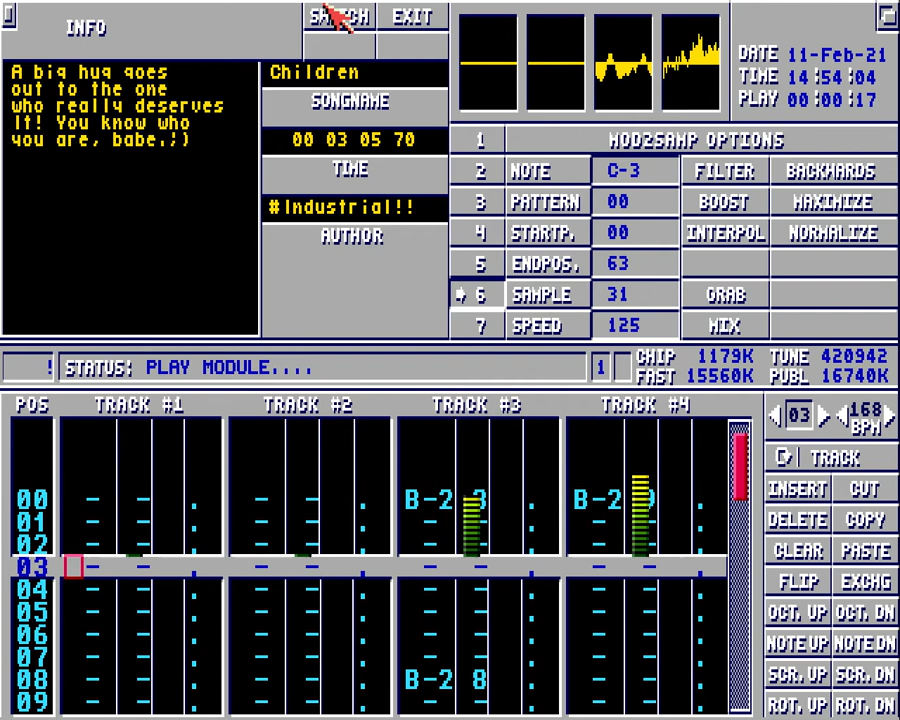 INFO
SWITCH EXIT
A big hug goes
out to the one
who really deserves
It! You know who
you are, babe.;)
Children
SONGNAME
00 03 05 70
TIME
#Industrial!!
AUTHOR
DATE 11-Feb-21
TIME 14:54:04
PLAY 00:00:17
1 MOD2SAMP OPTIONS
2 NOTE C-3 FILTER BACKWARDS
3 PATTERN 00 BOOST MAXIMIZE
4 STARTP. 00 INTERPOL NORMALIZE
5 ENDPOS. 63
6 SAMPLE 31 GRAB
7 SPEED 125 MIX
! STATUS: PLAY MODULE.... 1
CHIP 1179K TUNE 420942
FAST 15560K PUBL 16740K
POS TRACK #1 TRACK #2 TRACK #3 TRACK #4
00 - - . - - . B-2 . B-2 .
01 - - . - - . - - . - - .
02 - - . - - . - - . - - .
03 - - . - - . - - . - - .
04 - - . - - . - - . - - .
05 - - . - - . - - . - - .
06 - - . - - . - - . - - .
07 - - . - - . - - . - - .
08 - - . - - . B-2 8 . - - .
09 - - . - - . - - . - - .
03 168 BPM
TRACK
INSERT CUT
DELETE COPY
CLEAR PASTE
FLIP EXCHG
OCT. UP OCT. DN
NOTE UP NOTE DN
SCR. UP SCR. DN
ROT. UP ROT. DN